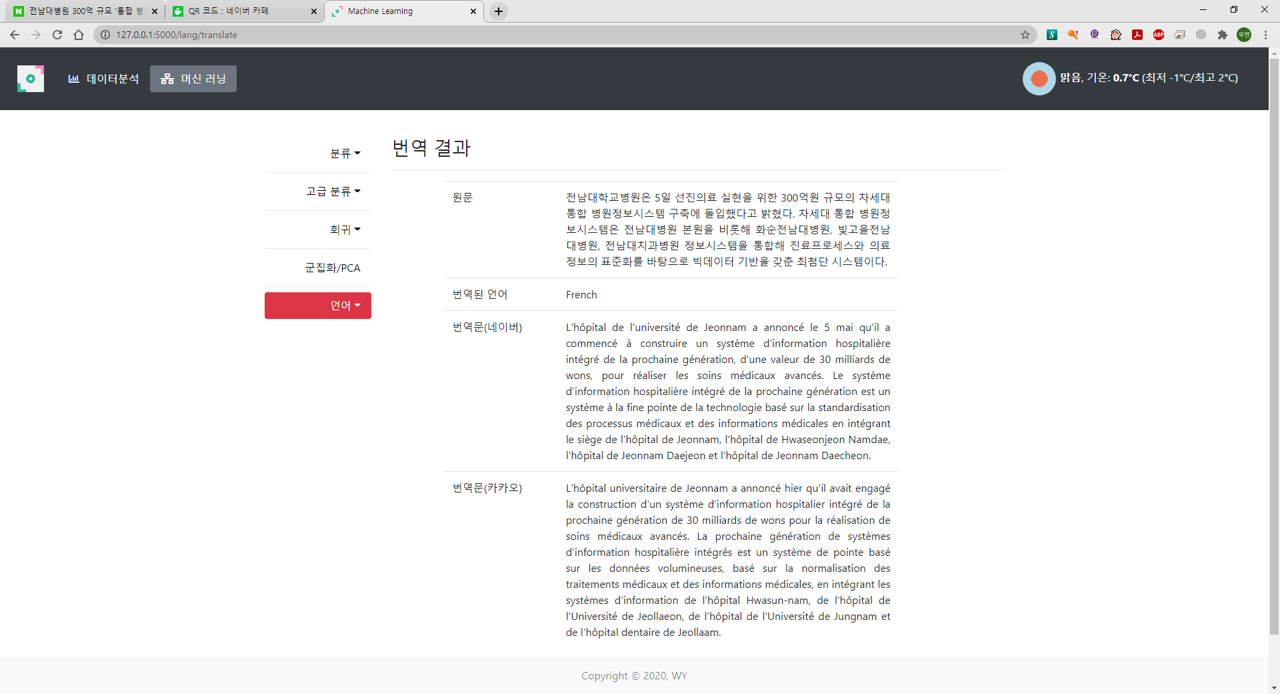 전남대병원 300억 규모 '통합 병
QR 코드 : 네이버 카페
Machine Learning
127.0.0.1:5000/lang/translate
데이터분석
머신 러닝
맑음, 기온: 0.7°C (최저 -1°C/최고 2°C)
분류
고급 분류
회귀
군집화/PCA
언어
번역 결과
원문
전남대학교병원은 5일 선진의료 실현을 위한 300억원 규모의 차세대
통합 병원정보시스템 구축에 돌입했다고 밝혔다. 차세대 통합 병원정
보시스템은 전남대병원 본원을 비롯해 화순전남대병원, 빛고을전남
대병원, 전남대치과병원 정보시스템을 통합해 진료프로세스와 의료
정보의 표준화를 바탕으로 빅데이터 기반을 갖춘 최첨단 시스템이다.
번역된 언어
French
번역문(네이버)
L'hôpital de l'université de Jeonnam a annoncé le 5 mai qu'il a
commencé à construire un système d'information hospitalière
intégré de la prochaine génération, d'une valeur de 30 milliards de
wons, pour réaliser les soins médicaux avancés. Le système
d'information hospitalière intégré de la prochaine génération est un
système à la fine pointe de la technologie basé sur la standardisation
des processus médicaux et des informations médicales en intégrant
le siège de l'hôpital de Jeonnam, l'hôpital de Hwaseonjeon Namdae,
l'hôpital de Jeonnam Daejeon et l'hôpital de Jeonnam Daecheon.
번역문(카카오)
L'hôpital universitaire de Jeonnam a annoncé hier qu'il avait engagé
la construction d'un système d'information hospitalier intégré de la
prochaine génération de 30 milliards de wons pour la réalisation de
soins médicaux avancés. La prochaine génération de systèmes
d'information hospitalière intégrés est un système de pointe basé
sur les données volumineuses, basé sur la normalisation des
traitements médicaux et des informations médicales, en intégrant les
systèmes d'information de l'hôpital Hwasun-nam, de l'hôpital de
l'Université de Jeollaeon, de l'hôpital de l'Université de Jungnam et
de l'hôpital dentaire de Jeollaam.
Copyright © 2020, WY